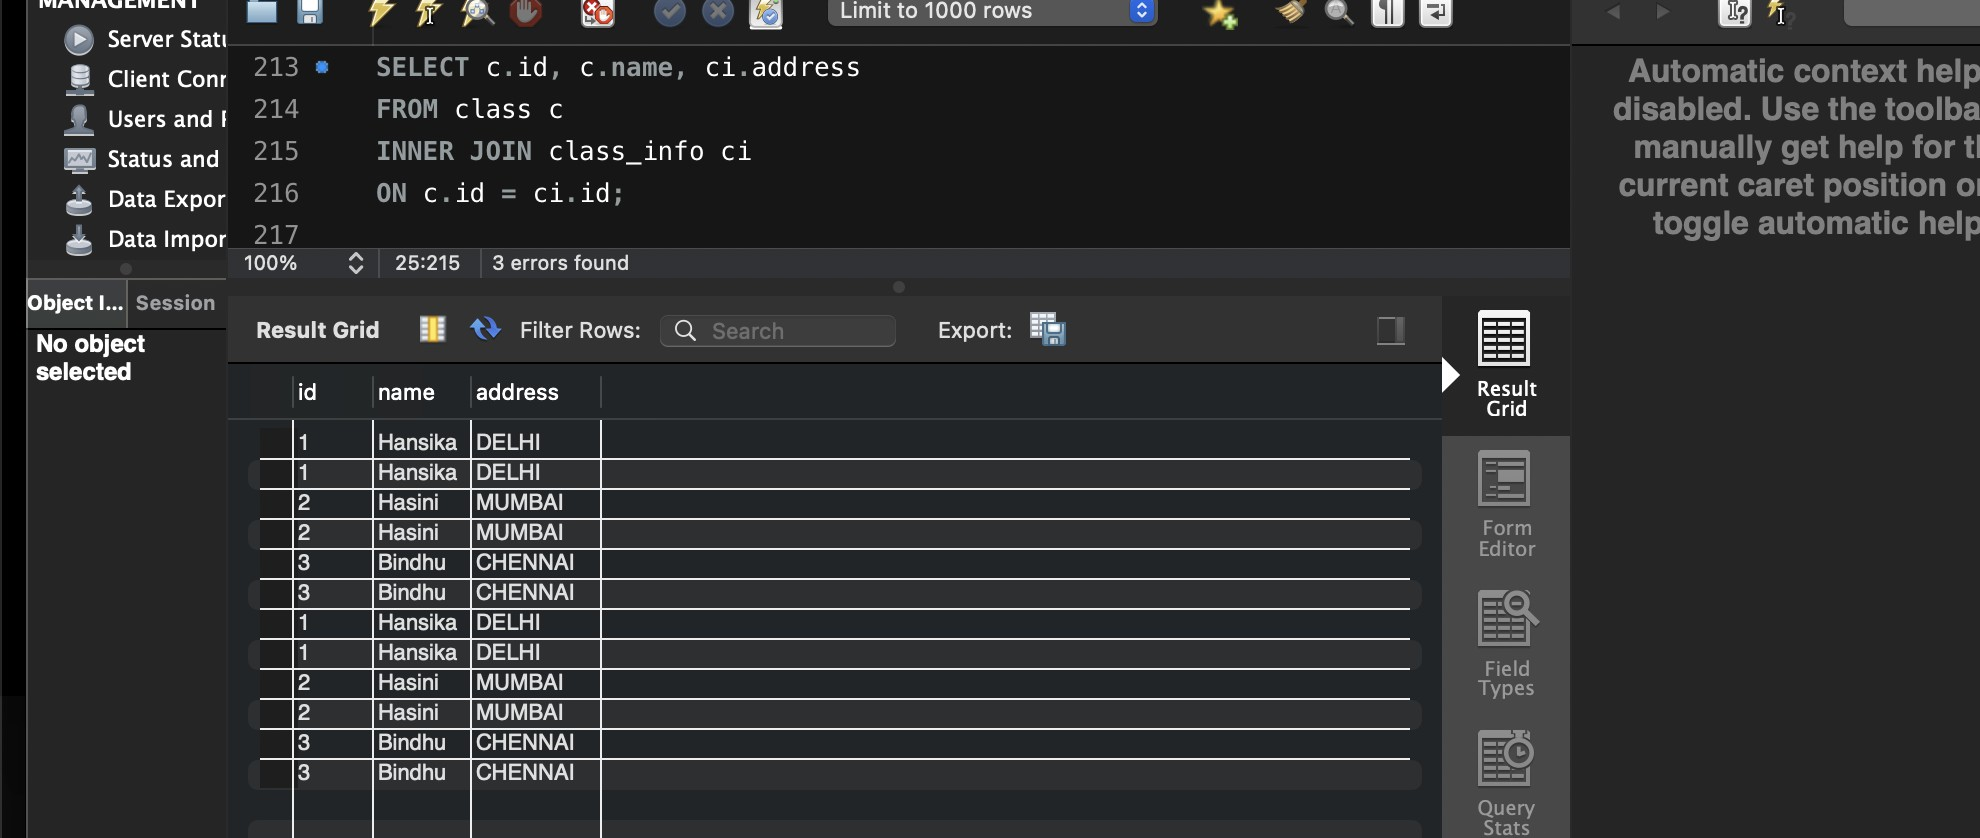 MANAGEMENT
Server Statu
Client Conn
Users and
Status and
Data Expor
Data Impor
Object I... Session
No object
selected
Limit to 1000 rows
213 SELECT c.id, c.name, ci.address
214 FROM class c
215 INNER JOIN class_info ci
216 ON c.id = ci.id;
217
100% 25:215 3 errors found
Result Grid Filter Rows: Search Export:
id name address
1 Hansika DELHI
1 Hansika DELHI
2 Hasini MUMBAI
2 Hasini MUMBAI
3 Bindhu CHENNAI
3 Bindhu CHENNAI
1 Hansika DELHI
1 Hansika DELHI
2 Hasini MUMBAI
2 Hasini MUMBAI
3 Bindhu CHENNAI
3 Bindhu CHENNAI
Result
Grid
Form
Editor
Field
Types
Query
Stats
Automatic context help
disabled. Use the toolba
manually get help for t
current caret position o
toggle automatic help